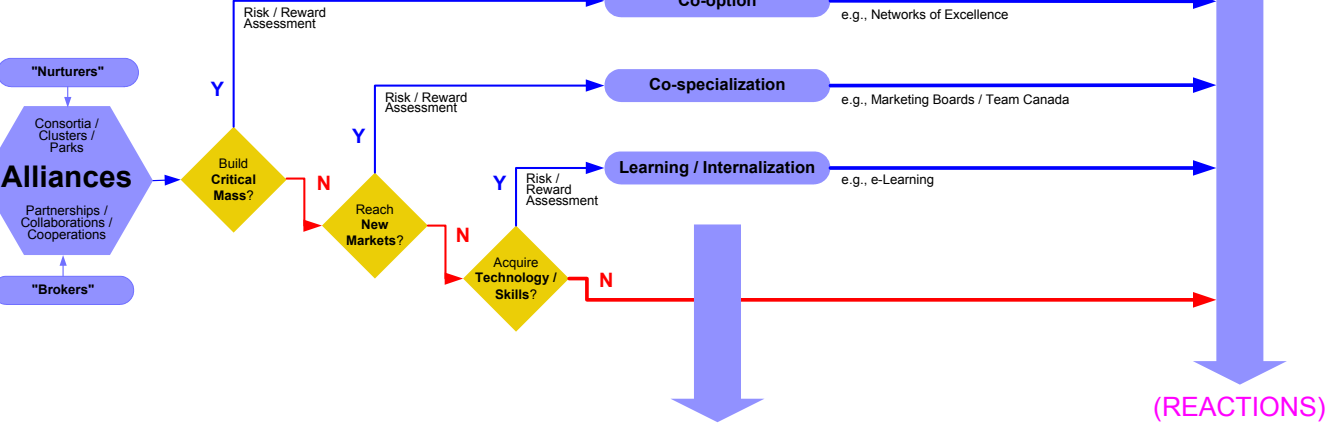 Co-option
Risk / Reward
Assessment
e.g., Networks of Excellence
"Nurturers"
Y
Co-specialization
Risk / Reward
Assessment
e.g., Marketing Boards / Team Canada
Consortia /
Clusters /
Parks
Y
Build
Critical
Mass?
Alliances
N
Y
Learning / Internalization
Risk /
Reward
Assessment
e.g., e-Learning
Partnerships /
Collaborations /
Cooperations
Reach
New
Markets?
N
Acquire
Technology /
Skills?
N
"Brokers"
(REACTIONS)